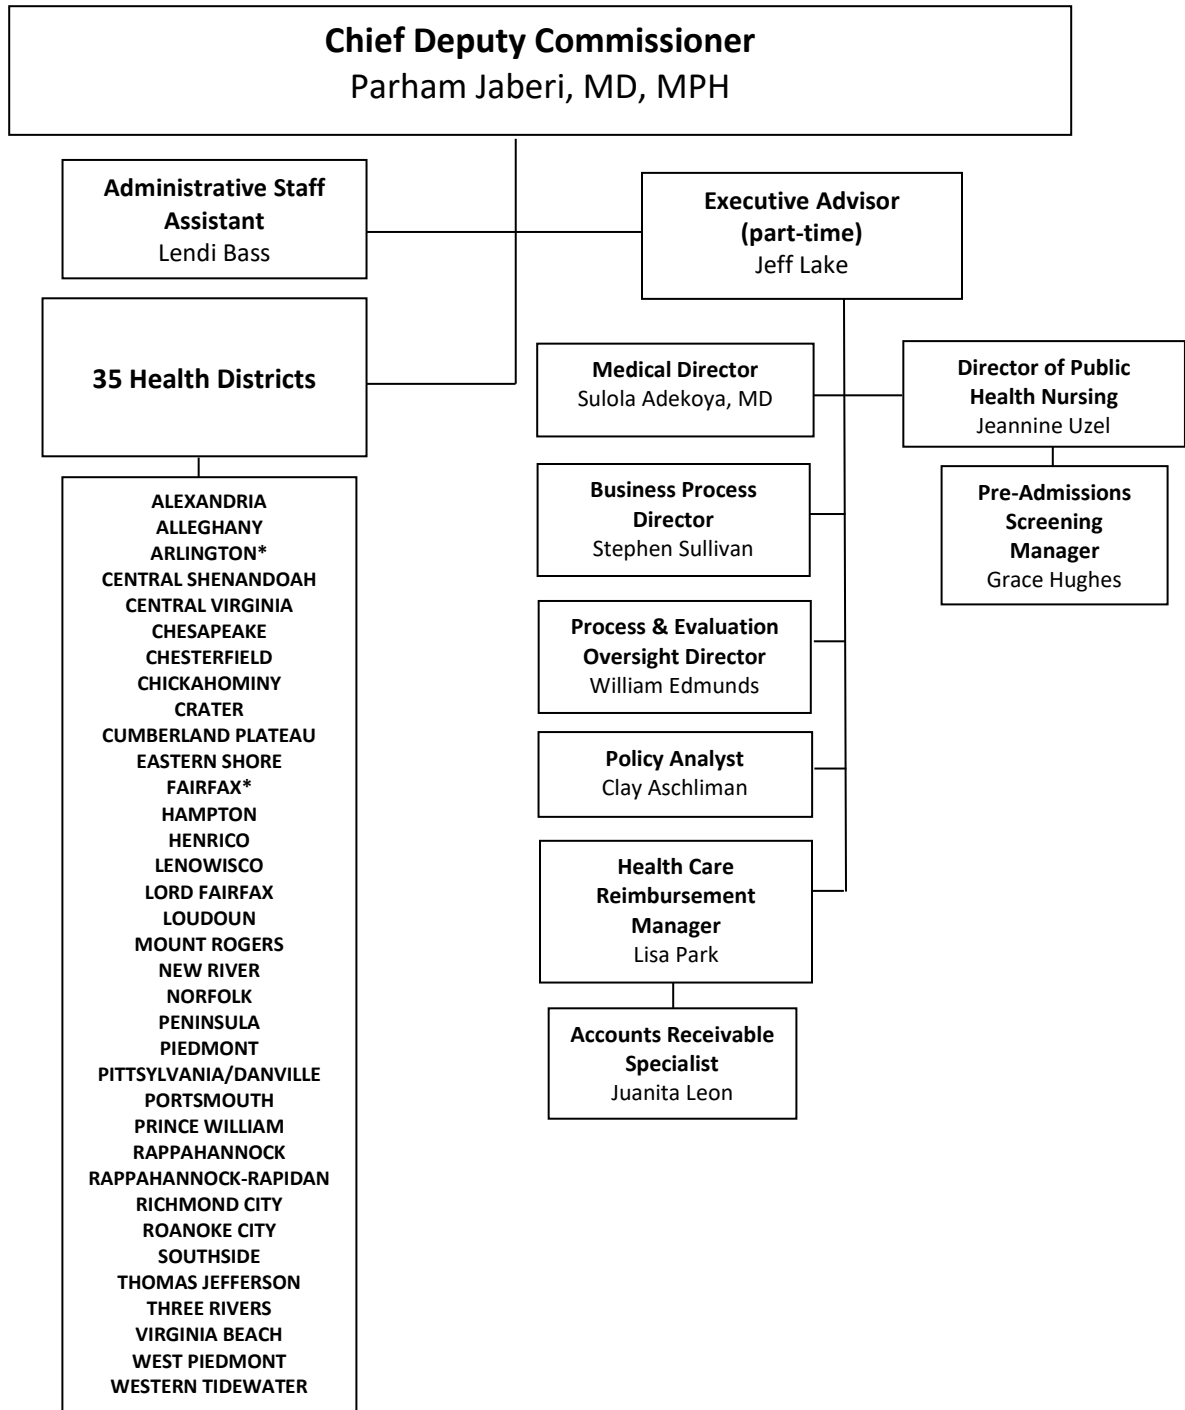 Chief Deputy Commissioner
Parham Jaberi, MD, MPH
Administrative Staff
Assistant
Lendi Bass
Executive Advisor
(part-time)
Jeff Lake
35 Health Districts
ALEXANDRIA
ALLEGHANY
ARLINGTON*
CENTRAL SHENANDOAH
CENTRAL VIRGINIA
CHESAPEAKE
CHESTERFIELD
CHICKAHOMINY
CRATER
CUMBERLAND PLATEAU
EASTERN SHORE
FAIRFAX*
HAMPTON
HENRICO
LENOWISCO
LORD FAIRFAX
LOUDOUN
MOUNT ROGERS
NEW RIVER
NORFOLK
PENINSULA
PIEDMONT
PITTSYLVANIA/DANVILLE
PORTSMOUTH
PRINCE WILLIAM
RAPPAHANNOCK
RAPPAHANNOCK-RAPIDAN
RICHMOND CITY
ROANOKE CITY
SOUTHSIDE
THOMAS JEFFERSON
THREE RIVERS
VIRGINIA BEACH
WEST PIEDMONT
WESTERN TIDEWATER
Medical Director
Sulola Adekoya, MD
Director of Public
Health Nursing
Jeannine Uzel
Pre-Admissions
Screening
Manager
Grace Hughes
Business Process
Director
Stephen Sullivan
Process & Evaluation
Oversight Director
William Edmunds
Policy Analyst
Clay Aschliman
Health Care
Reimbursement
Manager
Lisa Park
Accounts Receivable
Specialist
Juanita Leon